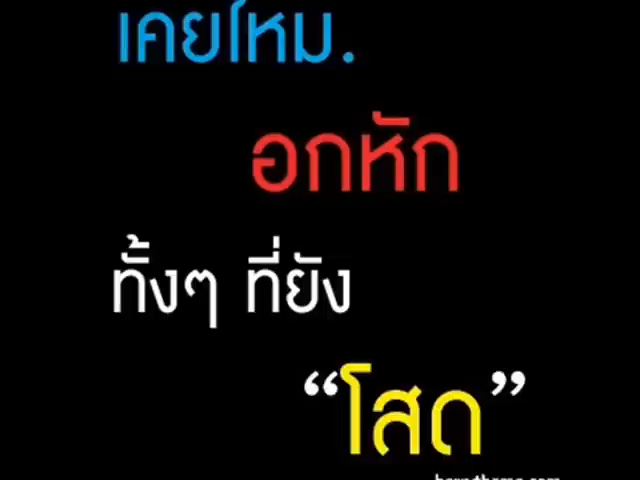 เคยไหม.
อกหัก
ทั้งๆ ที่ยัง
“โสด”